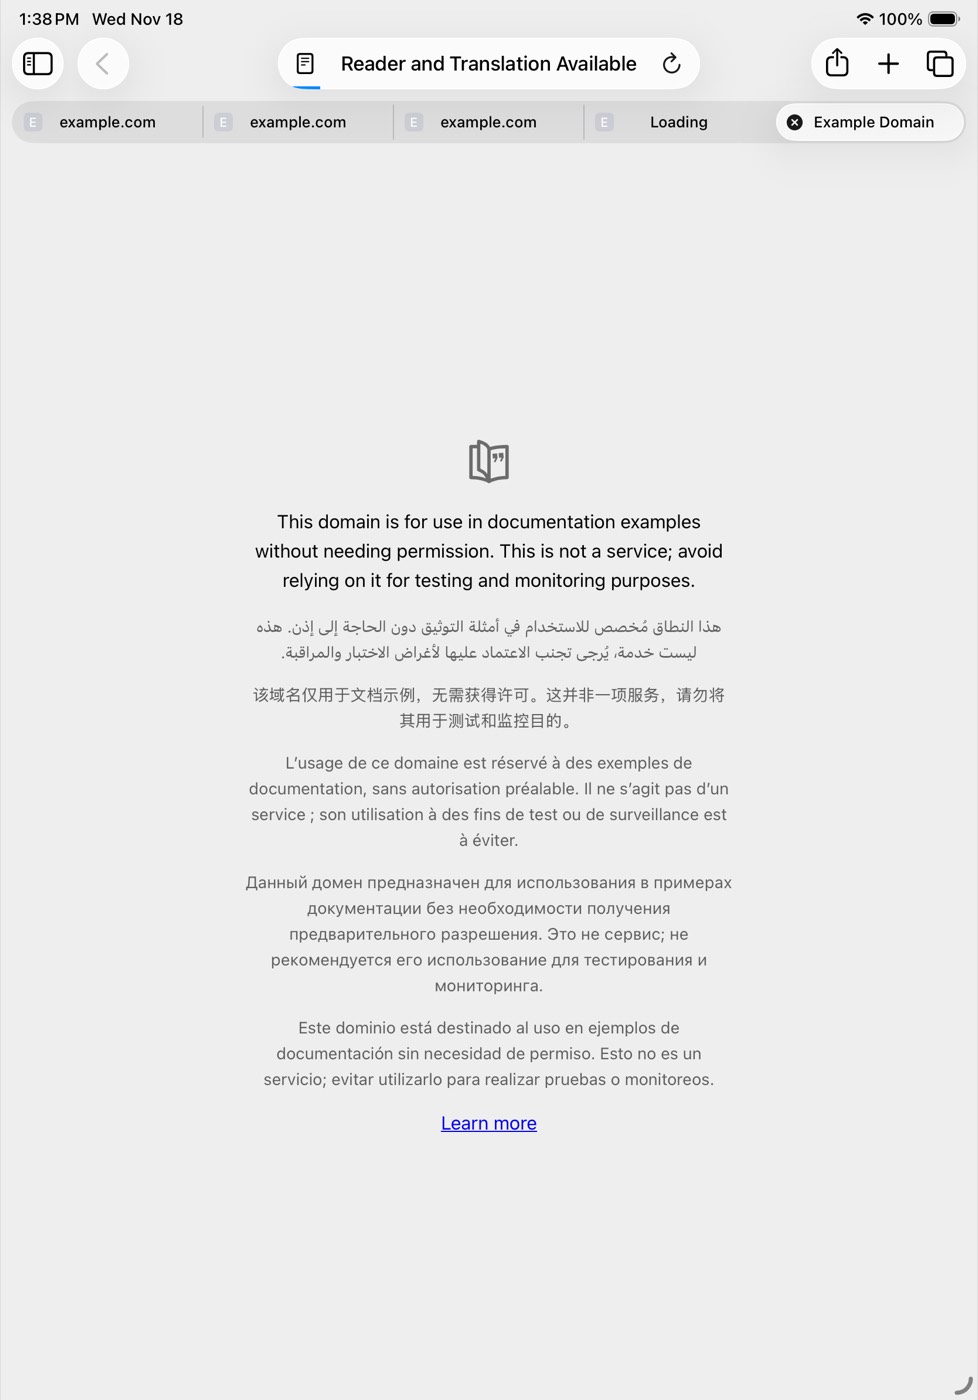 1:38 PM Wed Nov 18 100%
Reader and Translation Available
E example.com E example.com E example.com E Loading Example Domain
This domain is for use in documentation examples
without needing permission. This is not a service; avoid
relying on it for testing and monitoring purposes.
هذا النطاق مُخصص للاستخدام في أمثلة التوثيق دون الحاجة إلى إذن. هذه
ليست خدمة، يُرجى تجنب الاعتماد عليها لأغراض الاختبار والمراقبة.
该域名仅用于文档示例，无需获得许可。这并非一项服务，请勿将
其用于测试和监控目的。
L’usage de ce domaine est réservé à des exemples de
documentation, sans autorisation préalable. Il ne s’agit pas d’un
service ; son utilisation à des fins de test ou de surveillance est
à éviter.
Данный домен предназначен для использования в примерах
документации без необходимости получения
предварительного разрешения. Это не сервис; не
рекомендуется его использование для тестирования и
мониторинга.
Este dominio está destinado al uso en ejemplos de
documentación sin necesidad de permiso. Esto no es un
servicio; evitar utilizarlo para realizar pruebas o monitoreos.
Learn more